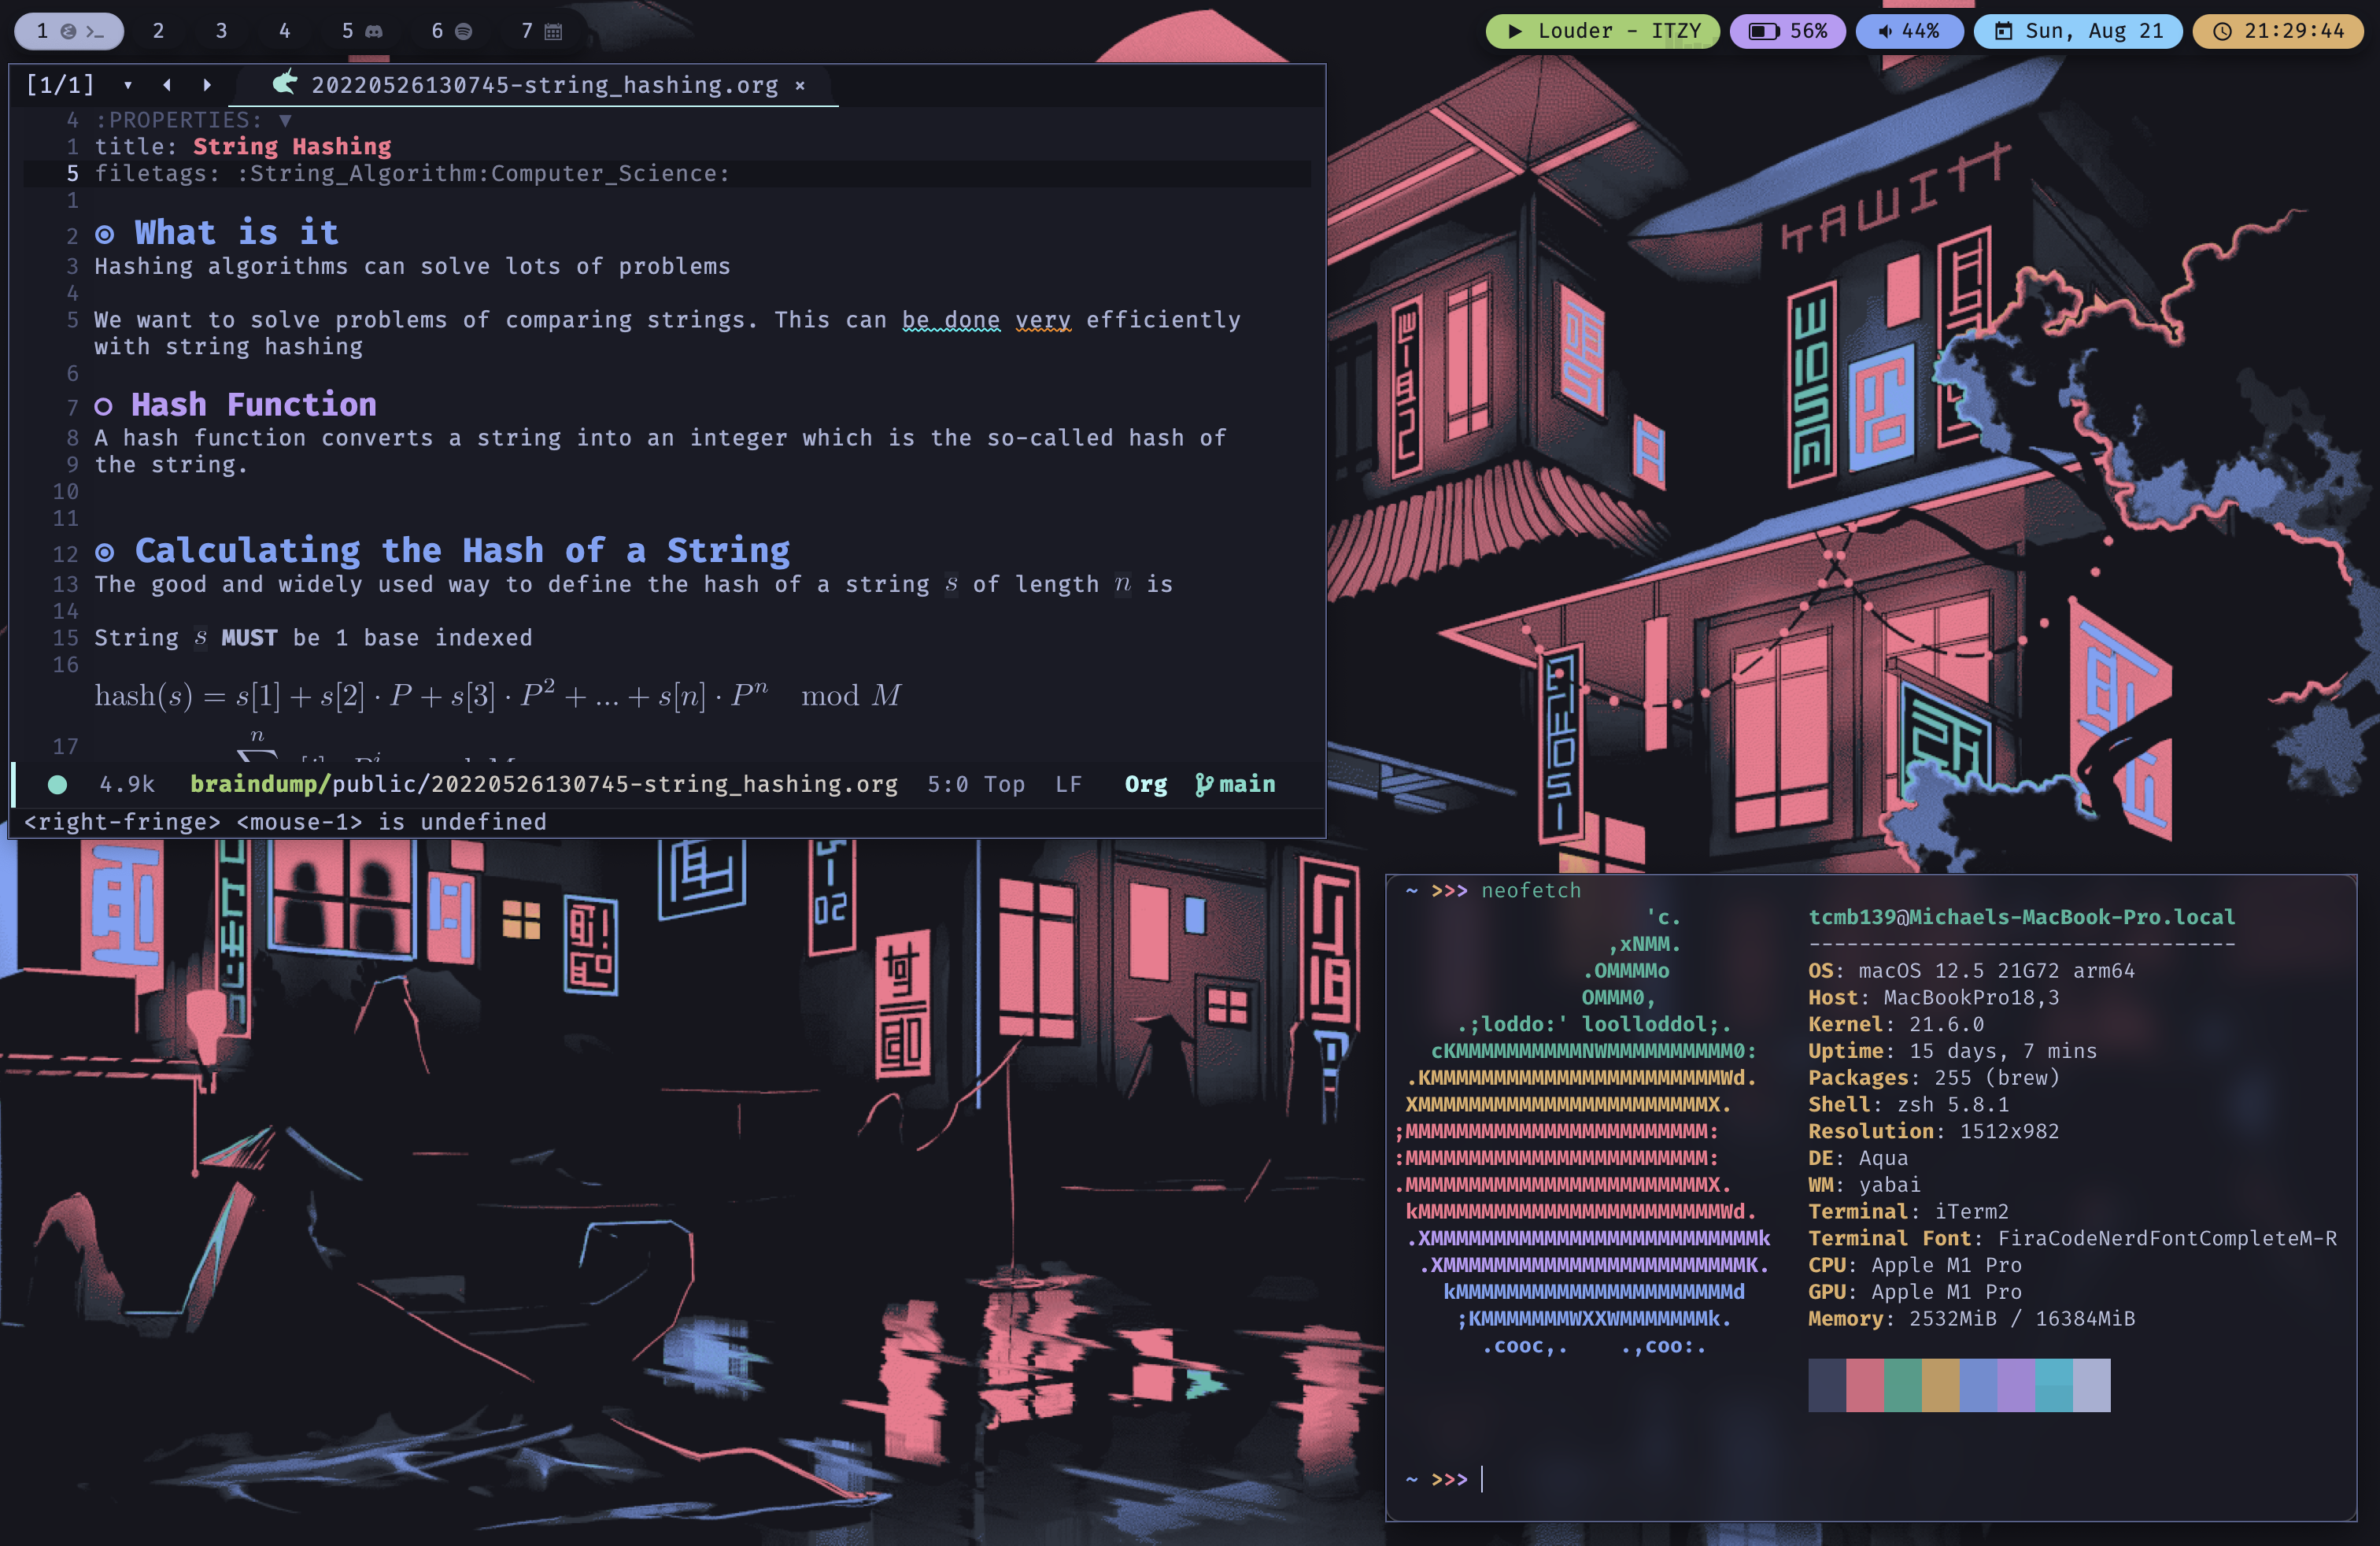 1 2 3 4 5 6 7
Louder - ITZY 56% 44% Sun, Aug 21 21:29:44
[1/1] 20220526130745-string_hashing.org ×
4 :PROPERTIES: ▼
1 title: String Hashing
5 filetags: :String_Algorithm:Computer_Science:
1
2 What is it
3 Hashing algorithms can solve lots of problems
4
5 We want to solve problems of comparing strings. This can be done very efficiently
with string hashing
6
7 Hash Function
8 A hash function converts a string into an integer which is the so-called hash of
9 the string.
10
11
12 Calculating the Hash of a String
13 The good and widely used way to define the hash of a string s of length n is
14
15 String s MUST be 1 base indexed
16
hash(s) = s[1] + s[2] · P + s[3] · P² + ... + s[n] · Pⁿ mod M
17 n
4.9k braindump/public/20220526130745-string_hashing.org 5:0 Top LF Org main
<right-fringe> <mouse-1> is undefined
~ >>> neofetch
'c.
,xNMM.
.OMMMMo
OMMM0,
.;loddo:' loolloddol;.
cKMMMMMMMMMMNWMMMMMMMMMM0:
.KMMMMMMMMMMMMMMMMMMMMMMMWd.
XMMMMMMMMMMMMMMMMMMMMMMMX.
;MMMMMMMMMMMMMMMMMMMMMMMM:
:MMMMMMMMMMMMMMMMMMMMMMMM:
.MMMMMMMMMMMMMMMMMMMMMMMMX.
kMMMMMMMMMMMMMMMMMMMMMMMMWd.
.XMMMMMMMMMMMMMMMMMMMMMMMMMMk
.XMMMMMMMMMMMMMMMMMMMMMMMMK.
kMMMMMMMMMMMMMMMMMMMMMMd
;KMMMMMMMWXXWMMMMMMMk.
.cooc,. .,coo:.
tcmb139@Michaels-MacBook-Pro.local
----------------------------------
OS: macOS 12.5 21G72 arm64
Host: MacBookPro18,3
Kernel: 21.6.0
Uptime: 15 days, 7 mins
Packages: 255 (brew)
Shell: zsh 5.8.1
Resolution: 1512x982
DE: Aqua
WM: yabai
Terminal: iTerm2
Terminal Font: FiraCodeNerdFontCompleteM-R
CPU: Apple M1 Pro
GPU: Apple M1 Pro
Memory: 2532MiB / 16384MiB
~ >>>